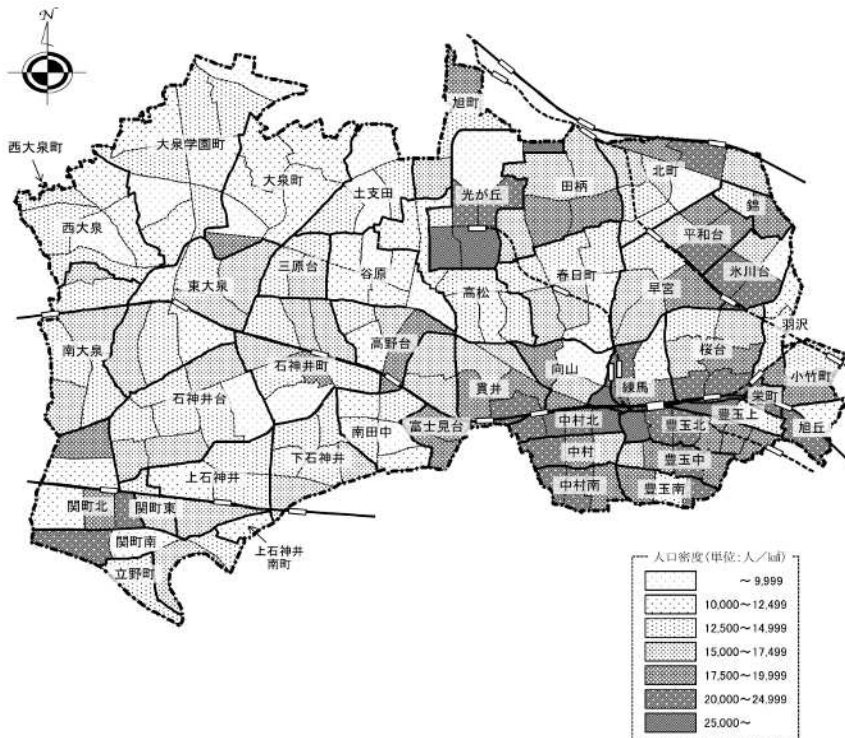 N
旭町
西大泉町
大泉学園町
大泉町
土支田
光が丘
田柄
北町
錦
西大泉
平和台
氷川台
東大泉
三原台
谷原
高松
春日町
早宮
羽沢
南大泉
石神井町
高野台
向山
練馬
桜台
小竹町
石神井台
貫井
栄町
豊玉上
南田中
富士見台
中村北
豊玉北
旭丘
下石神井
中村
豊玉中
上石神井
中村南
豊玉南
関町北
関町東
関町南
上石神井
南町
立野町
人口密度(単位:人/k㎡)
～9,999
10,000～12,499
12,500～14,999
15,000～17,499
17,500～19,999
20,000～24,999
25,000～